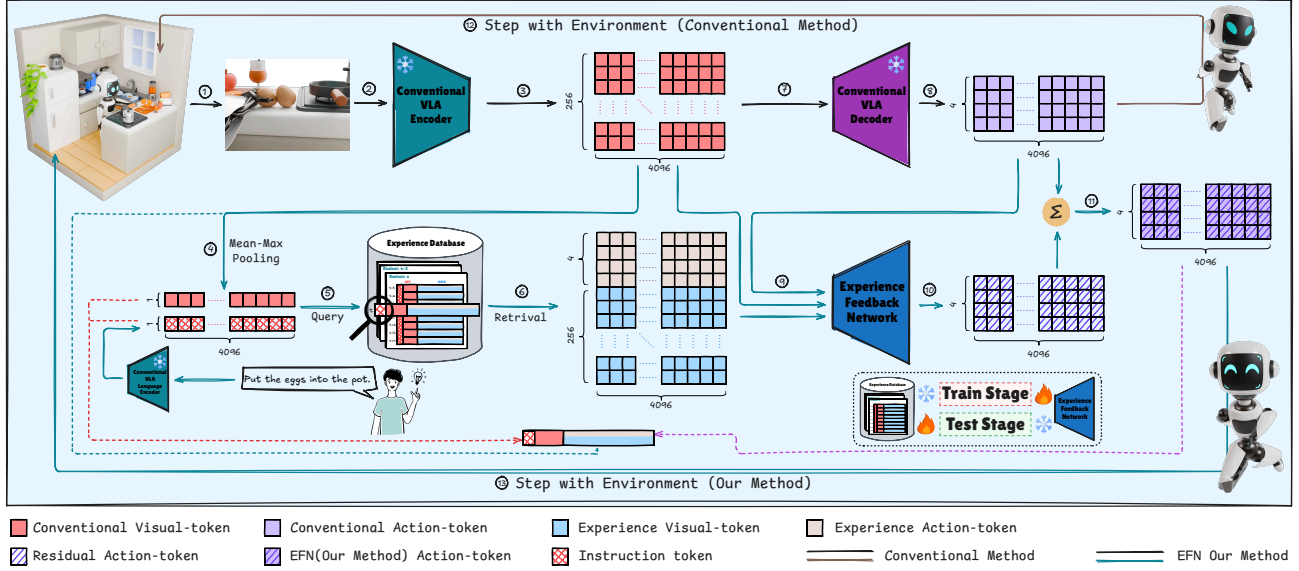 ⑫ Step with Environment (Conventional Method)
①
②
Conventional
VLA
Encoder
③
256
4096
⑦
Conventional
VLA
Decoder
⑧
4
4096
Σ
⑪
4
4096
④ Mean-Max
Pooling
1
1
4096
⑤
Query
Experience Database
⑥
Retrival
4
256
4096
⑨
Experience
Feedback
Network
⑩
4
4096
Conventional
VLA
Language
Encoder
Put the eggs into the pot.
Experience Database
Train Stage
Test Stage
Experience
Feedback
Network
⑬ Step with Environment (Our Method)
Conventional Visual-token
Conventional Action-token
Experience Visual-token
Experience Action-token
Residual Action-token
EFN(Our Method) Action-token
Instruction token
Conventional Method
EFN Our Method